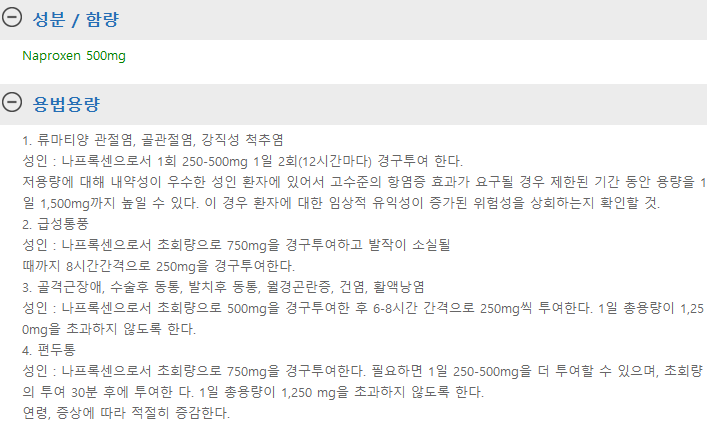 성분 / 함량
Naproxen 500mg
용법용량
1. 류마티양 관절염, 골관절염, 강직성 척추염
성인 : 나프록센으로서 1회 250-500mg 1일 2회(12시간마다) 경구투여 한다.
저용량에 대해 내약성이 우수한 성인 환자에 있어서 고수준의 항염증 효과가 요구될 경우 제한된 기간 동안 용량을 1
일 1,500mg까지 높일 수 있다. 이 경우 환자에 대한 임상적 유익성이 증가된 위험성을 상회하는지 확인할 것.
2. 급성통풍
성인 : 나프록센으로서 초회량으로 750mg을 경구투여하고 발작이 소실될
때까지 8시간간격으로 250mg을 경구투여한다.
3. 골격근장애, 수술후 동통, 발치후 동통, 월경곤란증, 건염, 활액낭염
성인 : 나프록센으로서 초회량으로 500mg을 경구투여한 후 6-8시간 간격으로 250mg씩 투여한다. 1일 총용량이 1,25
0mg을 초과하지 않도록 한다.
4. 편두통
성인 : 나프록센으로서 초회량으로 750mg을 경구투여한다. 필요하면 1일 250-500mg을 더 투여할 수 있으며, 초회량
의 투여 30분 후에 투여한 다. 1일 총용량이 1,250 mg을 초과하지 않도록 한다.
연령, 증상에 따라 적절히 증감한다.